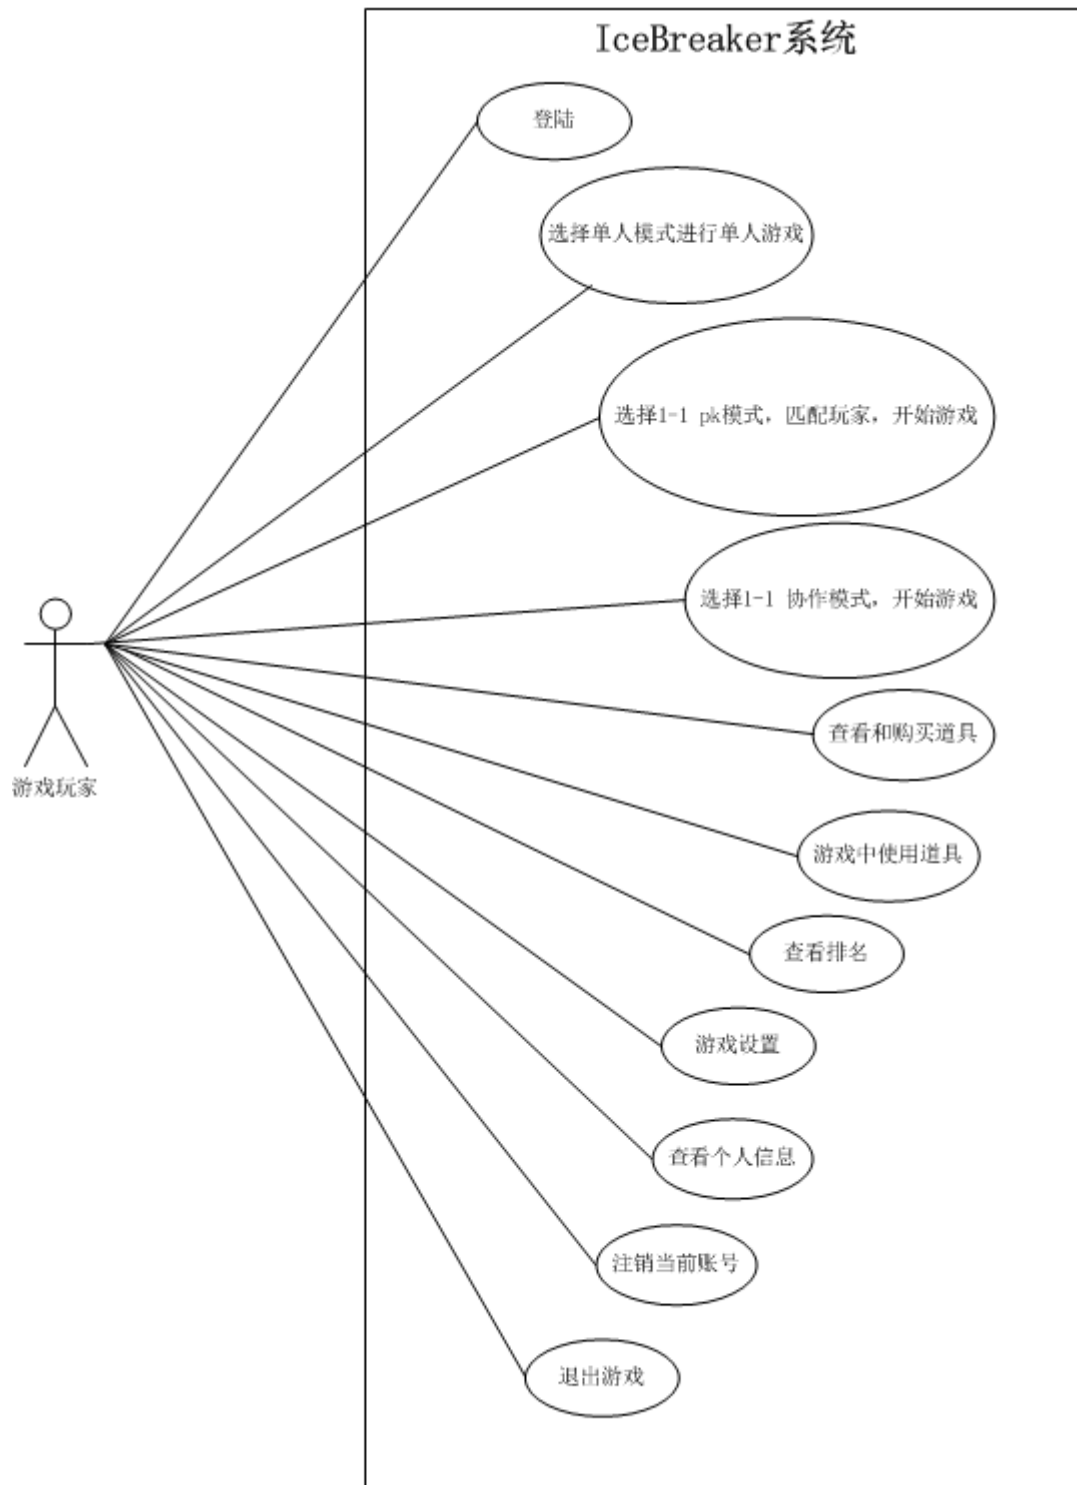 IceBreaker系统
登陆
选择单人模式进行单人游戏
选择1-1 pk模式，匹配玩家，开始游戏
选择1-1 协作模式，开始游戏
游戏玩家
查看和购买道具
游戏中使用道具
查看排名
游戏设置
查看个人信息
注销当前账号
退出游戏